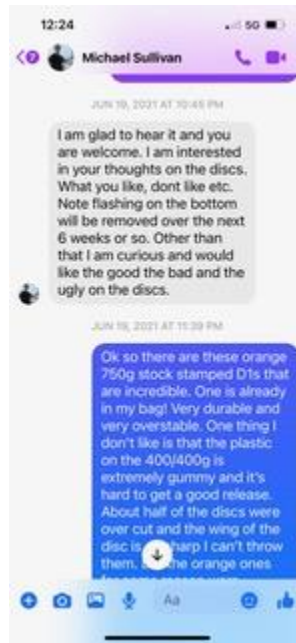 12:24
5G
Michael Sullivan
JUN 19, 2021 AT 10:45 PM
I am glad to hear it and you
are welcome. I am interested
in your thoughts on the discs.
What you like, dont like etc.
Note flashing on the bottom
will be removed over the next
6 weeks or so. Other than
that I am curious and would
like the good the bad and the
ugly on the discs.
JUN 19, 2021 AT 11:39 PM
Ok so there are these orange
750g stock stamped D1s that
are incredible. One is already
in my bag! Very durable and
very overstable. One thing I
don't like is that the plastic
on the 400/400g is
extremely gummy and it's
hard to get a good release.
About half of the discs were
over cut and the wing of the
disc is harp I can't throw
them. the orange ones
Aa